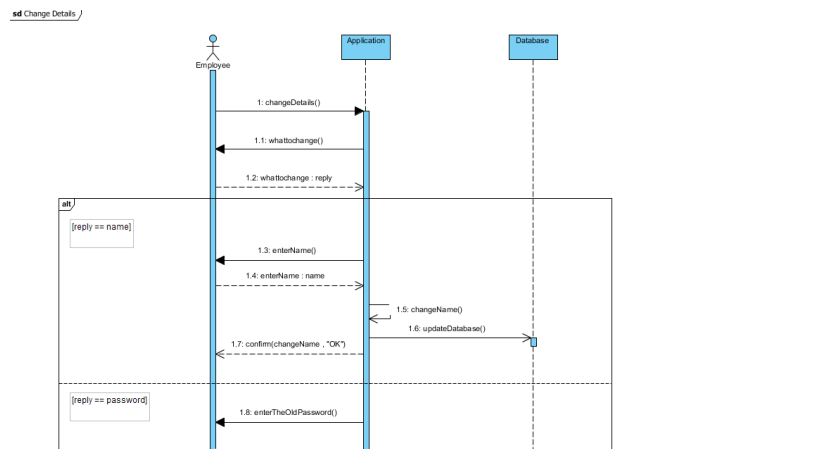 sd Change Details
Employee
Application
Database
1: changeDetails()
1.1: whattochange()
1.2: whattochange : reply
alt
[reply == name]
1.3: enterName()
1.4: enterName : name
1.5: changeName()
1.6: updateDatabase()
1.7: confirm(changeName , "OK")
[reply == password]
1.8: enterTheOldPassword()